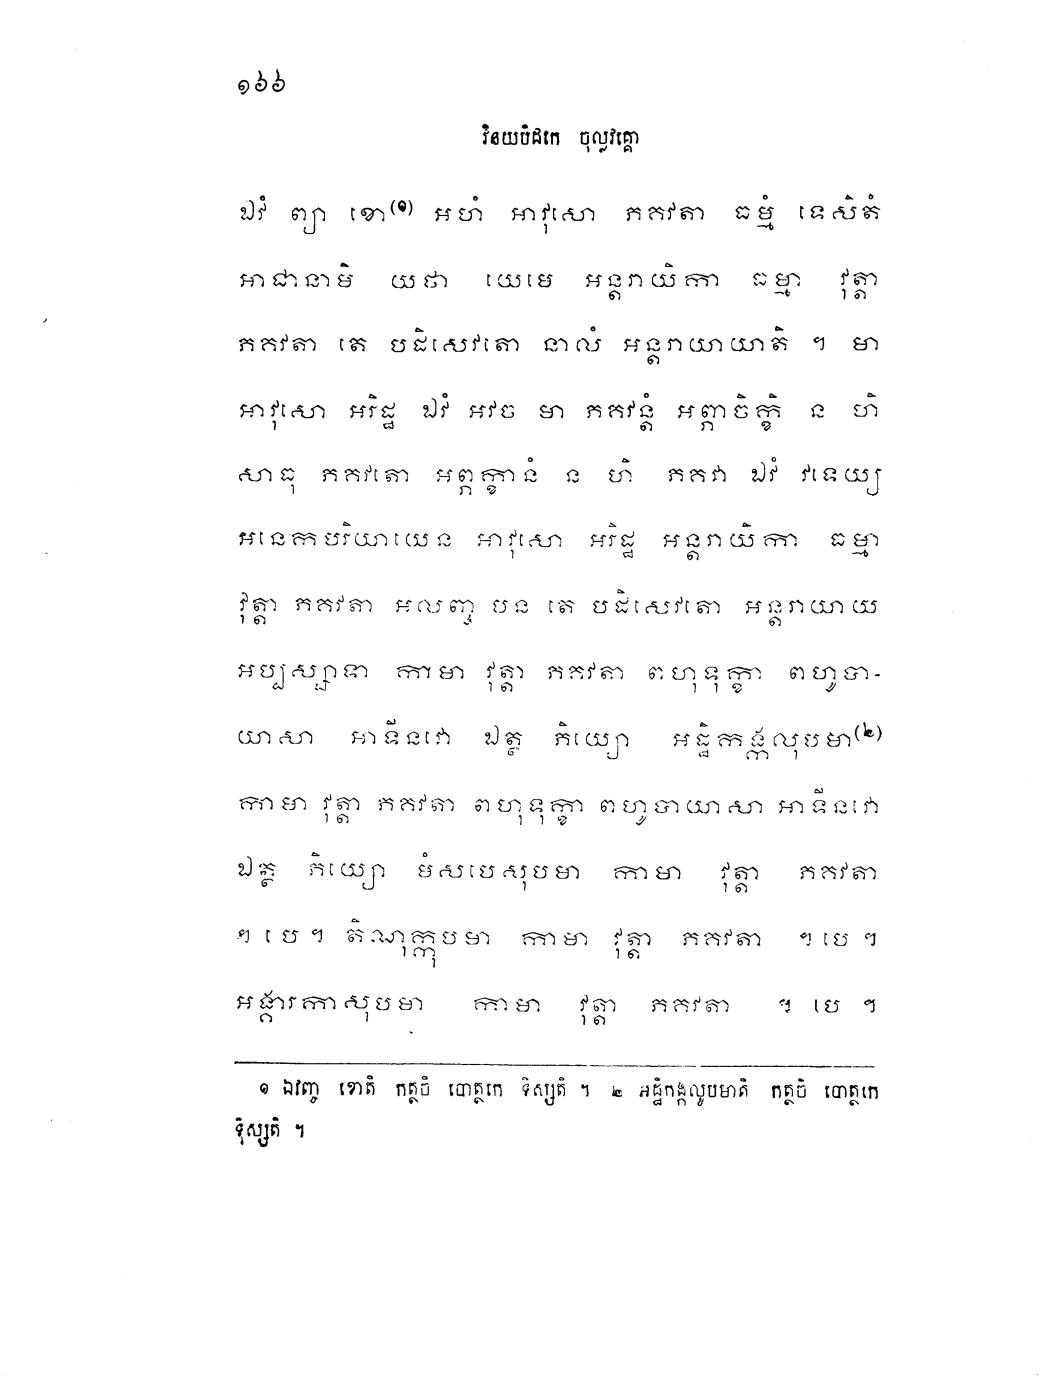 ១៦៦
វិនយបិដកេ ចុល្លវគ្គោ
ឯវំ ព្យា ខោ(១) អហំ អាវុសោ ភគវតា ធម្មំ ទេសិតំ
អាជានាមិ យថា យេមេ អន្តរាយិកា ធម្មា វុត្តា
ភគវតា តេ បដិសេវតោ នាលំ អន្តរាយាយាតិ ។ មា
អាវុសោ អរិដ្ឋ ឯវំ អវច មា ភគវន្តំ អព្ភាចិក្ខិ ន ហិ
សាធុ ភគវតោ អព្ភក្ខានំ ន ហិ ភគវា ឯវំ វទេយ្យ
អនេកបរិយាយេន អាវុសោ អរិដ្ឋ អន្តរាយិកា ធម្មា
វុត្តា ភគវតា អលញ្ច បន តេ បដិសេវតោ អន្តរាយាយ
អប្បស្សាទា កាមា វុត្តា ភគវតា ពហុទុក្ខា ពហូបា-
យាសា អាទីនវោ ឯត្ថ ភិយ្យោ អដ្ឋិកង្កលុបមា(២)
កាមា វុត្តា ភគវតា ពហុទុក្ខា ពហូបាយាសា អាទីនវោ
ឯត្ថ ភិយ្យោ មំសបេសុបមា កាមា វុត្តា ភគវតា
។ បេ ។ តិណុក្កុបមា កាមា វុត្តា ភគវតា ។ បេ ។
អង្គារកាសុបមា កាមា វុត្តា ភគវតា ។ បេ ។
១ ឯវញ្ច ខោតិ កត្ថចិ បោត្ថកេ ទិស្សតិ ។ ២ អដ្ឋិកង្កលូបមាតិ កត្ថចិ បោត្ថកេ
ទិស្សតិ ។